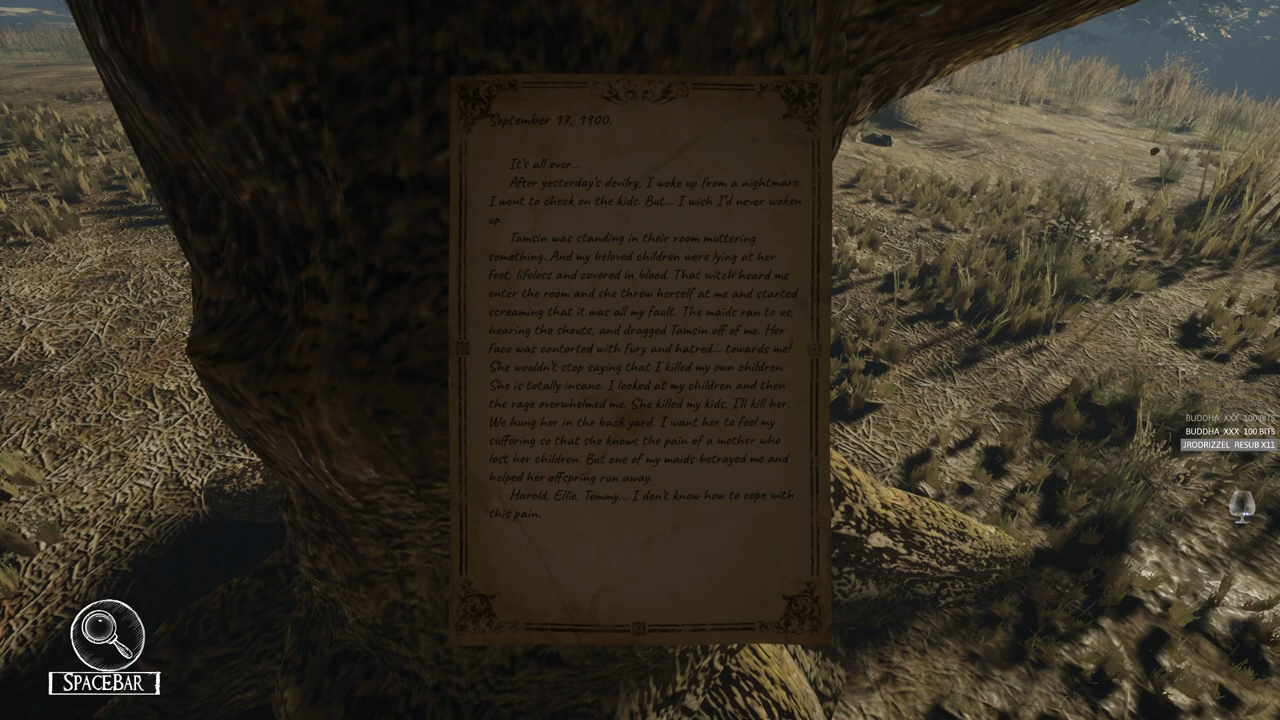 September 17, 1900.
It's all over...
After yesterday's devilry, I woke up from a nightmare.
I went to check on the kids. But... I wish I'd never woken
up.
Tamsin was standing in their room muttering
something. And my beloved children were lying at her
feet, lifeless and covered in blood. That witch heard me
enter the room and she threw herself at me and started
screaming that it was all my fault. The maids ran to us,
hearing the shouts, and dragged Tamsin off of me. Her
face was contorted with fury and hatred... towards me!
She wouldn't stop saying that I killed my own children.
She is totally insane. I looked at my children and then
the rage overwhelmed me. She killed my kids, I'll kill her.
We hung her in the back yard. I want her to feel my
suffering so that she knows the pain of a mother who
lost her children. But one of my maids betrayed me and
helped her offspring run away.
Harold, Ellie, Tommy... I don't know how to cope with
this pain.
BUDDHA_XXX 100 BITS
BUDDHA_XXX 100 BITS
JRODRIZZEL RESUB X11
SPACEBAR